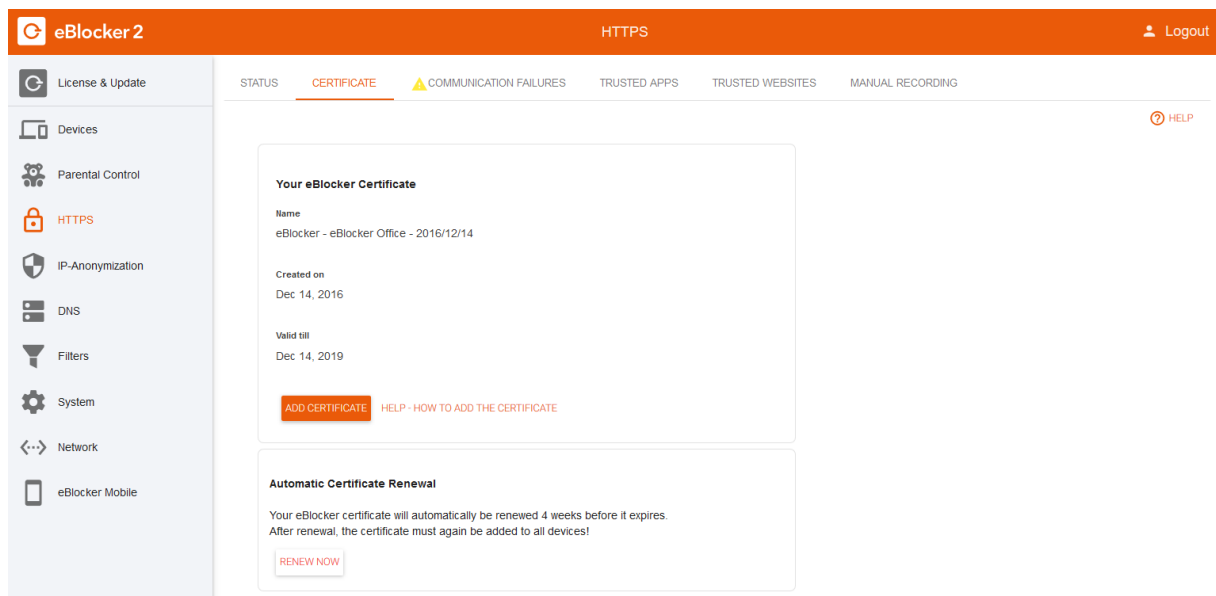 eBlocker 2
HTTPS
Logout
License & Update
Devices
Parental Control
HTTPS
IP-Anonymization
DNS
Filters
System
Network
eBlocker Mobile
STATUS CERTIFICATE COMMUNICATION FAILURES TRUSTED APPS TRUSTED WEBSITES MANUAL RECORDING
HELP
Your eBlocker Certificate
Name
eBlocker - eBlocker Office - 2016/12/14
Created on
Dec 14, 2016
Valid till
Dec 14, 2019
ADD CERTIFICATE HELP - HOW TO ADD THE CERTIFICATE
Automatic Certificate Renewal
Your eBlocker certificate will automatically be renewed 4 weeks before it expires.
After renewal, the certificate must again be added to all devices!
RENEW NOW